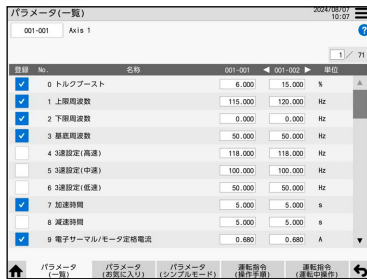 パラメータ(一覧)
2024/08/07
10:07
001-001 Axis 1
?
1 / 71
登録 No. 名称 001-001 ◀ 001-002 ▶ 単位
0 トルクブースト 6.000 15.000 %
1 上限周波数 115.000 120.000 Hz
2 下限周波数 0.000 0.000 Hz
3 基底周波数 50.000 50.000 Hz
4 3速設定(高速) 118.000 118.000 Hz
5 3速設定(中速) 100.000 100.000 Hz
6 3速設定(低速) 50.000 50.000 Hz
7 加速時間 5.000 5.000 s
8 減速時間 5.000 5.000 s
9 電子サーマル/モータ定格電流 0.680 0.680 A
パラメータ
(一覧)
パラメータ
(お気に入り)
パラメータ
(シンプルモード)
運転指令
(操作手順)
運転指令
(運転中操作)